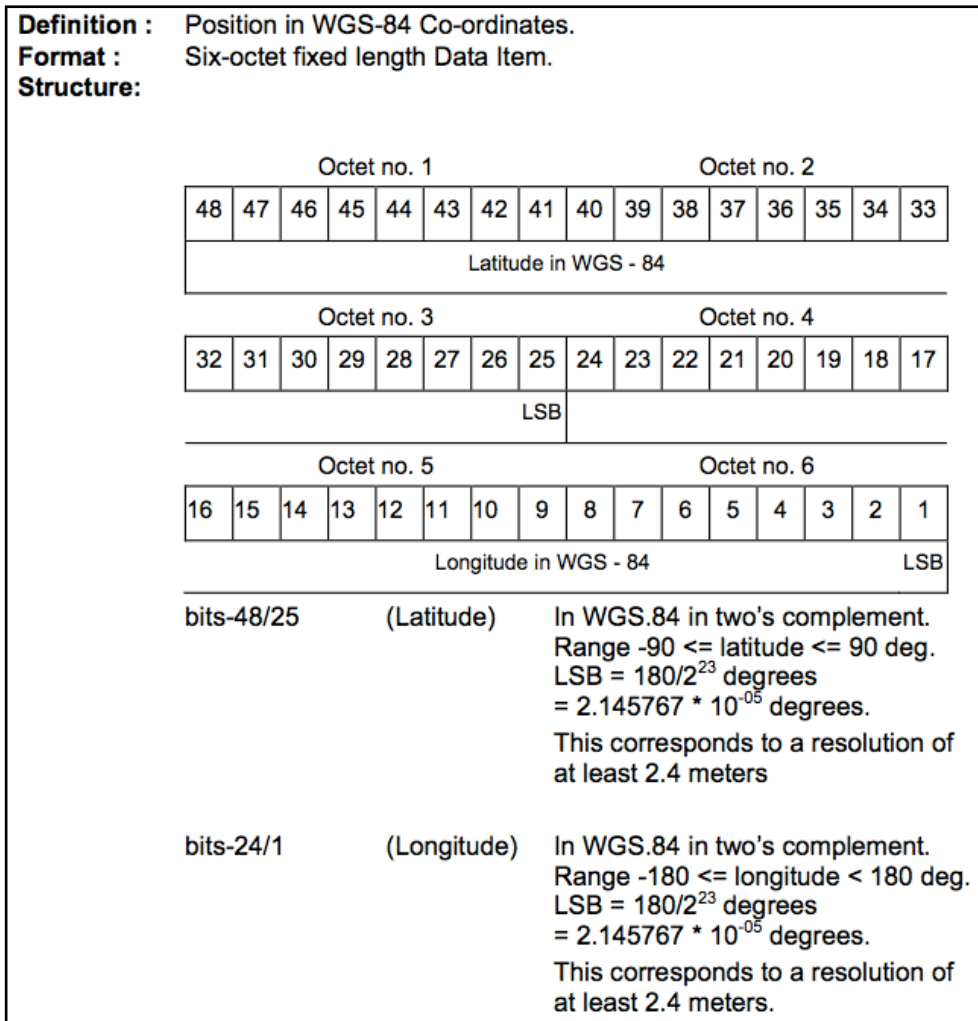 Definition : Position in WGS-84 Co-ordinates.
Format : Six-octet fixed length Data Item.
Structure:
Octet no. 1 Octet no. 2
48 47 46 45 44 43 42 41 40 39 38 37 36 35 34 33
Latitude in WGS - 84
Octet no. 3 Octet no. 4
32 31 30 29 28 27 26 25 24 23 22 21 20 19 18 17
LSB
Octet no. 5 Octet no. 6
16 15 14 13 12 11 10 9 8 7 6 5 4 3 2 1
Longitude in WGS - 84 LSB
bits-48/25 (Latitude) In WGS.84 in two's complement.
Range -90 <= latitude <= 90 deg.
LSB = 180/2²³ degrees
= 2.145767 * 10⁻⁰⁵ degrees.
This corresponds to a resolution of
at least 2.4 meters
bits-24/1 (Longitude) In WGS.84 in two's complement.
Range -180 <= longitude < 180 deg.
LSB = 180/2²³ degrees
= 2.145767 * 10⁻⁰⁵ degrees.
This corresponds to a resolution of
at least 2.4 meters.